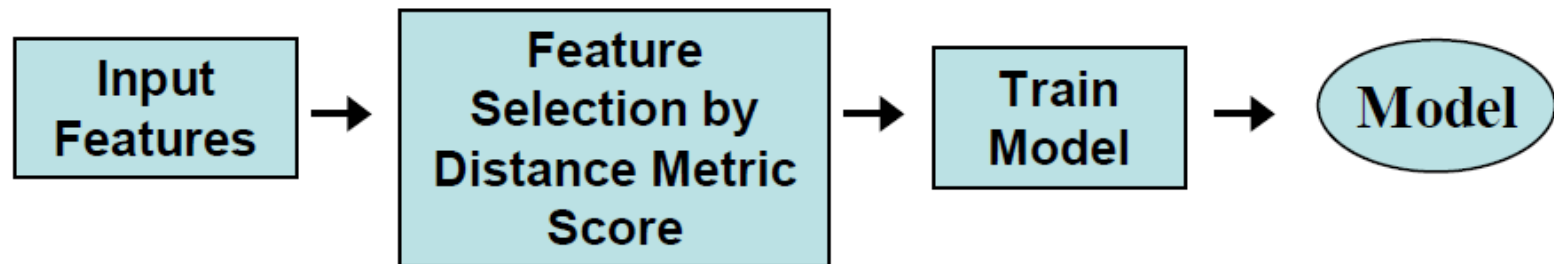 Input
Features
Feature
Selection by
Distance Metric
Score
Train
Model
Model